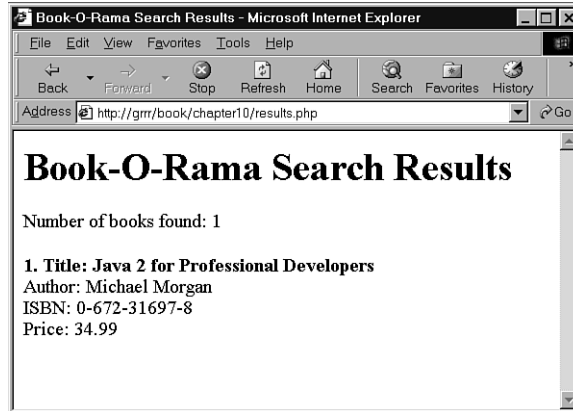 Book-O-Rama Search Results - Microsoft Internet Explorer
File Edit View Favorites Tools Help
Back Forward Stop Refresh Home Search Favorites History
Address http://grrr/book/chapter10/results.php Go
Book-O-Rama Search Results
Number of books found: 1
1. Title: Java 2 for Professional Developers
Author: Michael Morgan
ISBN: 0-672-31697-8
Price: 34.99